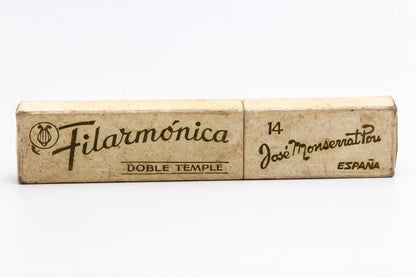 Filarmónica
DOBLE TEMPLE
14
José Monserrat Pou
ESPAÑA